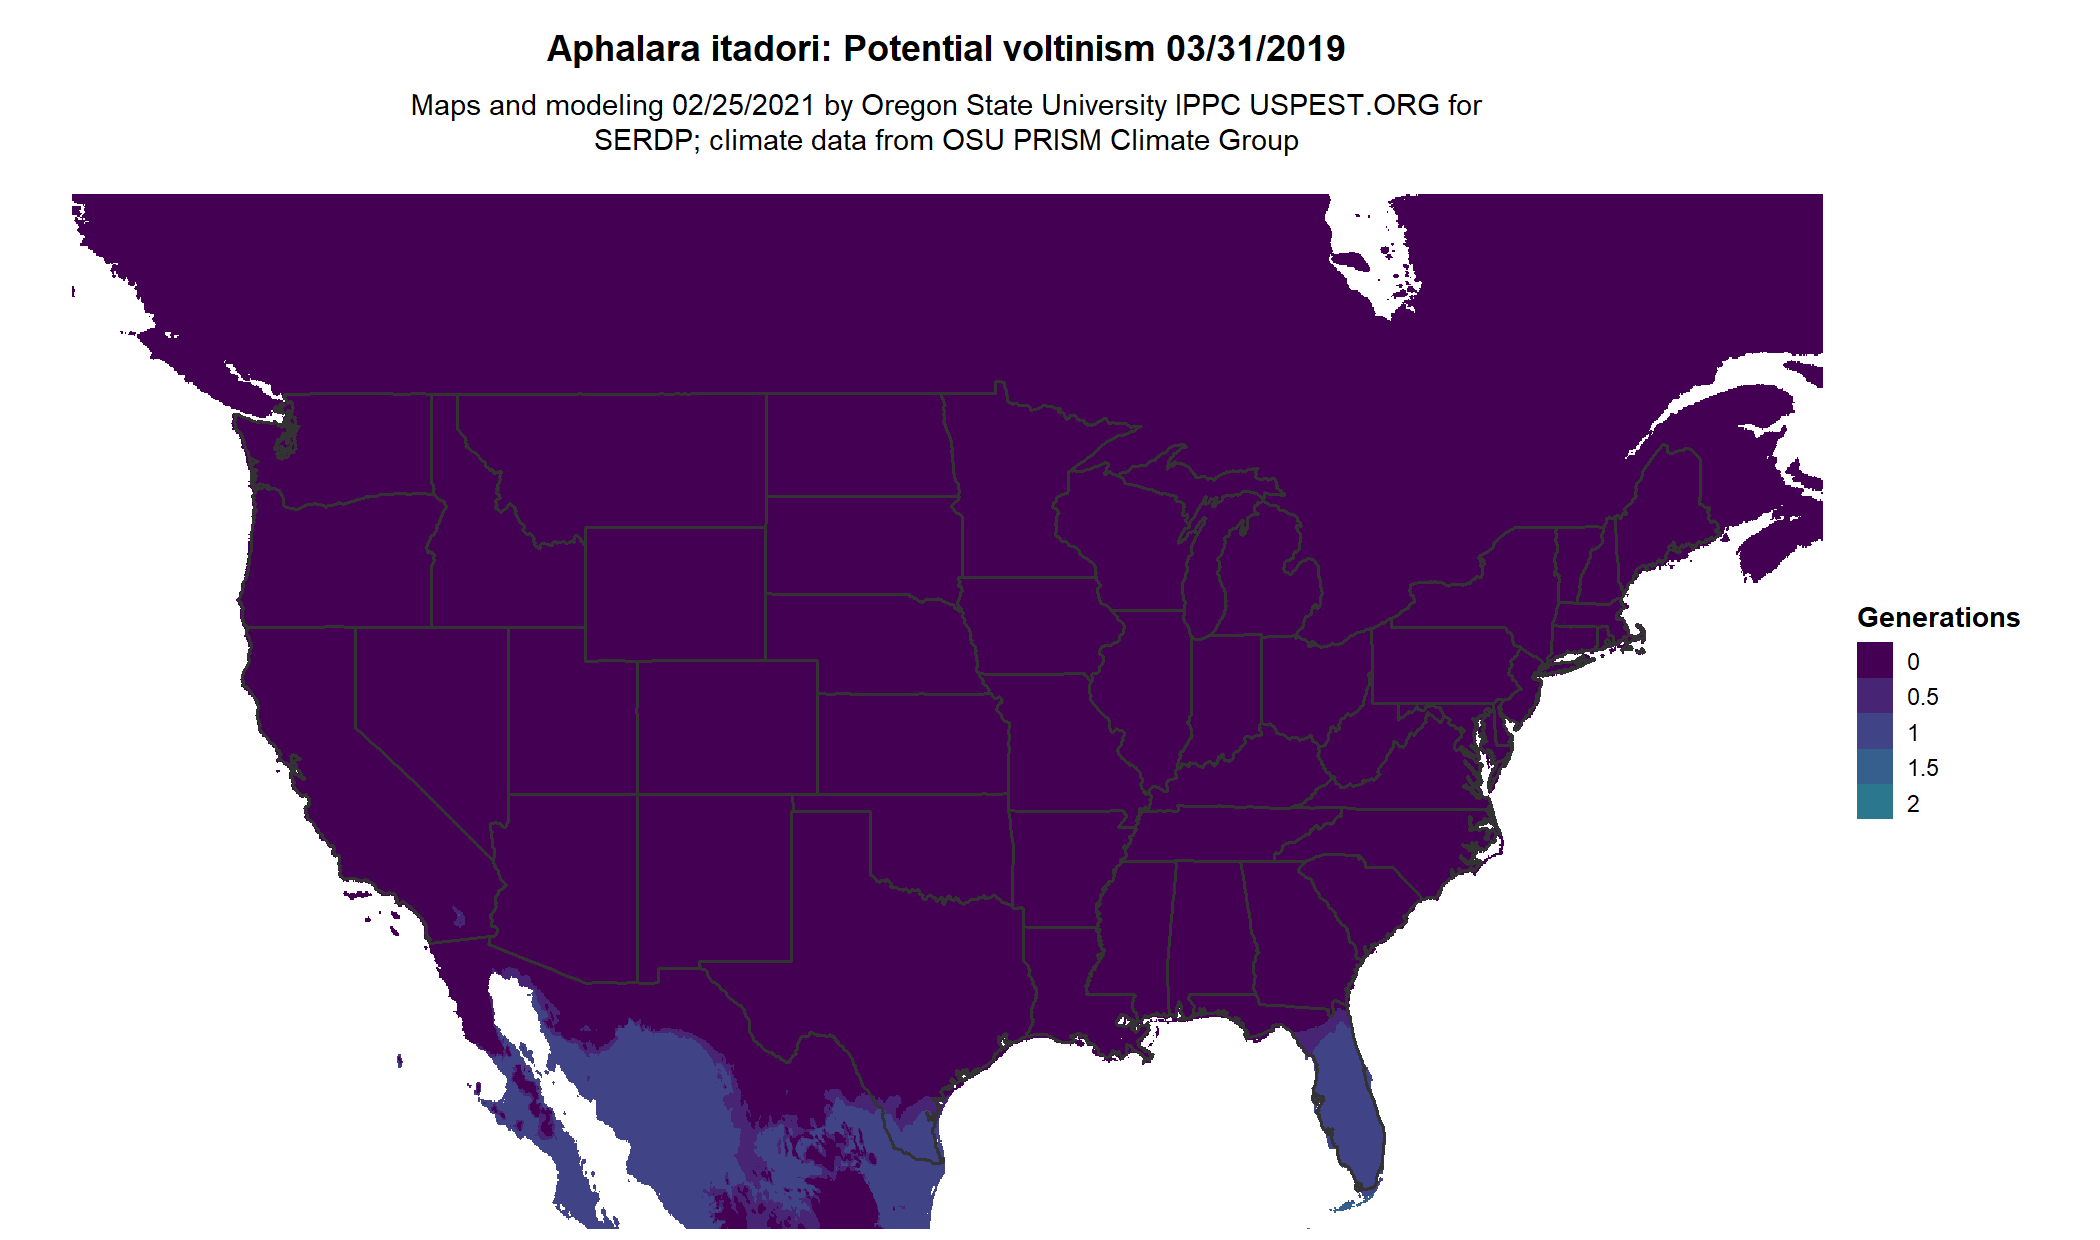 Aphalara itadori: Potential voltinism 03/31/2019
Maps and modeling 02/25/2021 by Oregon State University IPPC USPEST.ORG for
SERDP; climate data from OSU PRISM Climate Group
Generations
0
0.5
1
1.5
2